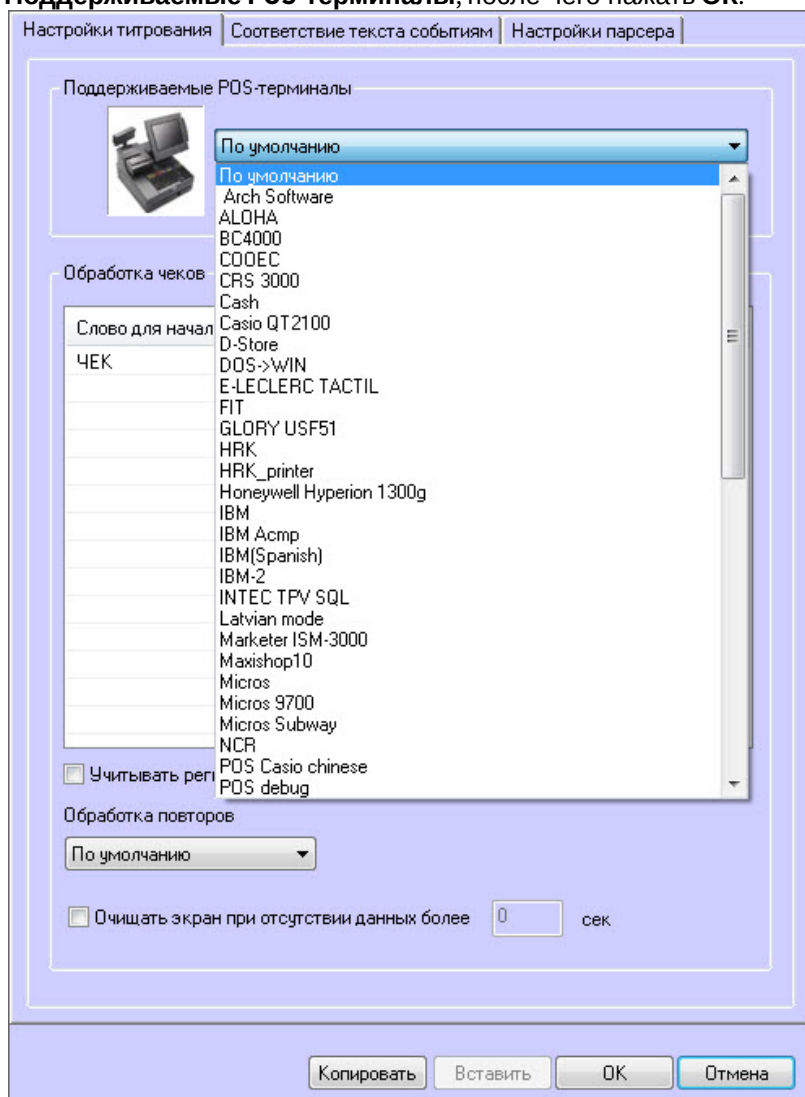 Поддерживаемые POS-терминалы, после чего нажать ОК.
Настройки титрования Соответствие текста событиям Настройки парсера
Поддерживаемые POS-терминалы
По умолчанию
По умолчанию
Arch Software
ALOHA
BC4000
COOEC
CRS 3000
Cash
Casio QT2100
D-Store
DOS->WIN
E-LECLERC TACTIL
FIT
GLORY USF51
HRK
HRK_printer
Honeywell Hyperion 1300g
IBM
IBM Acmp
IBM(Spanish)
IBM-2
INTEC TPV SQL
Latvian mode
Marketer ISM-3000
Maxishop10
Micros
Micros 9700
Micros Subway
NCR
POS Casio chinese
POS debug
Обработка чеков
Слово для начал
ЧЕК
Учитывать рег
Обработка повторов
По умолчанию
Очищать экран при отсутствии данных более 0 сек
Копировать Вставить OK Отмена